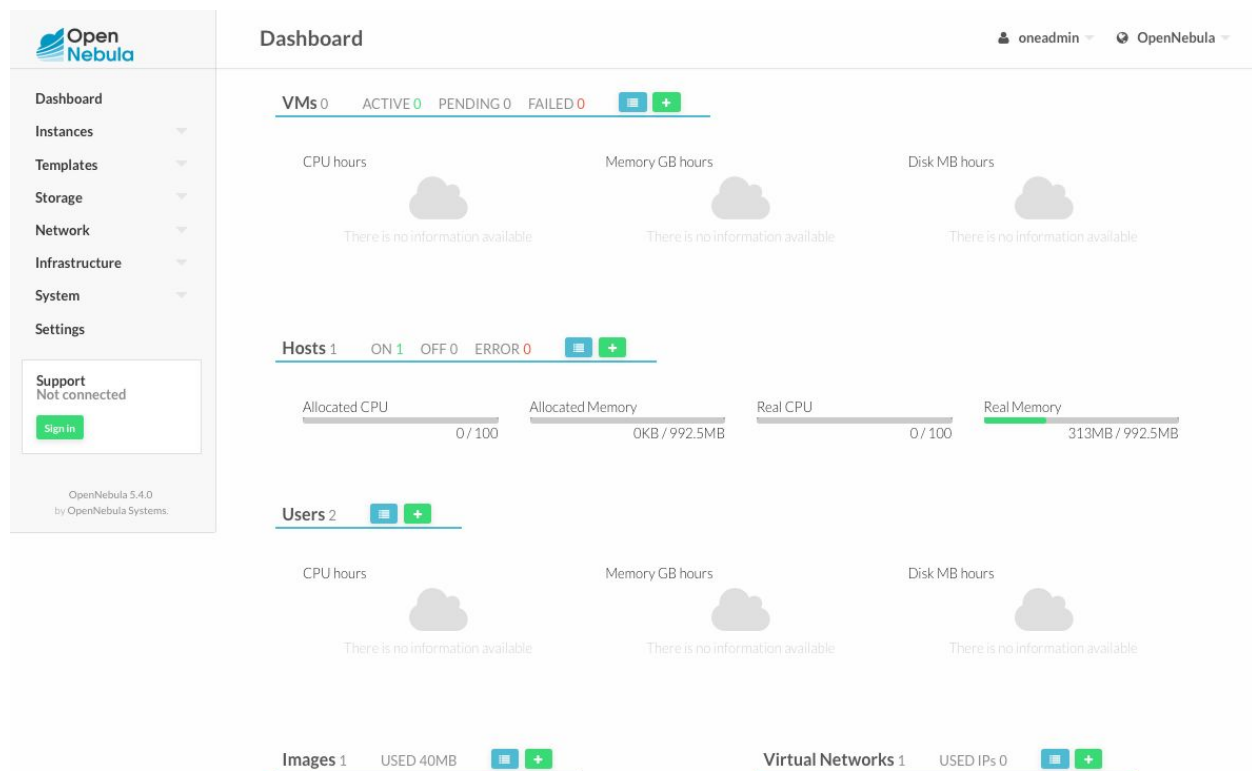 Open
Nebula
Dashboard
oneadmin
OpenNebula
Dashboard
Instances
Templates
Storage
Network
Infrastructure
System
Settings
Support
Not connected
Sign in
OpenNebula 5.4.0
by OpenNebula Systems.
VMs 0 ACTIVE 0 PENDING 0 FAILED 0
CPU hours
There is no information available
Memory GB hours
There is no information available
Disk MB hours
There is no information available
Hosts 1 ON 1 OFF 0 ERROR 0
Allocated CPU
0 / 100
Allocated Memory
0KB / 992.5MB
Real CPU
0 / 100
Real Memory
313MB / 992.5MB
Users 2
CPU hours
There is no information available
Memory GB hours
There is no information available
Disk MB hours
There is no information available
Images 1 USED 40MB
Virtual Networks 1 USED IPs 0